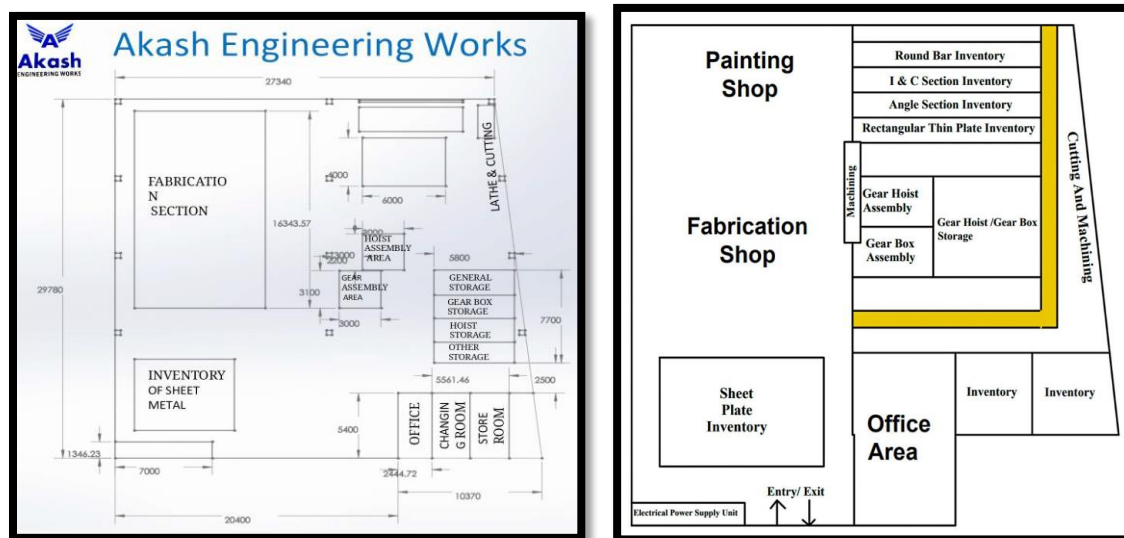 Akash
ENGINEERING WORKS
Akash Engineering Works
27340
LATHE & CUTTING
4000
6000
FABRICATIO
N
SECTION
16343.57
HOIST
ASSEMBLY
AREA
3000
2200
5800
GEAR
ASSEMBLY
AREA
3100
3000
29780
GENERAL
STORAGE
GEAR BOX
STORAGE
HOIST
STORAGE
OTHER
STORAGE
7700
INVENTORY
OF SHEET
METAL
5561.46
2500
OFFICE
CHANGIN
G ROOM
STORE
ROOM
5400
1346.23
7000
2444.72
10370
20400
Painting
Shop
Round Bar Inventory
I & C Section Inventory
Angle Section Inventory
Rectangular Thin Plate Inventory
Cutting And Machining
Machining
Gear Hoist
Assembly
Gear Hoist /Gear Box
Storage
Fabrication
Shop
Gear Box
Assembly
Sheet
Plate
Inventory
Office
Area
Inventory
Inventory
Entry/ Exit
Electrical Power Supply Unit